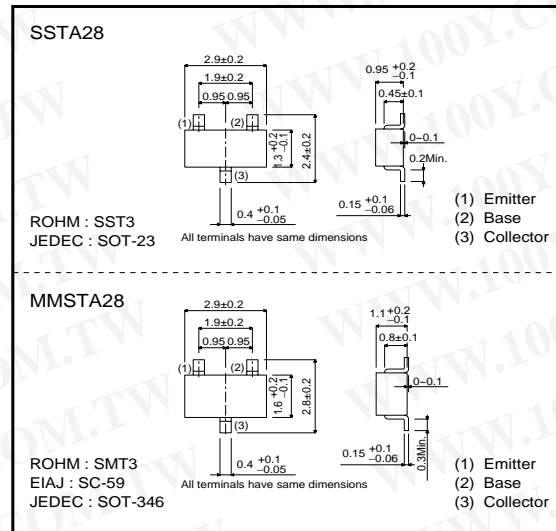 SSTA28
2.9±0.2
1.9±0.2
0.95 0.95
(1) (2)
(3)
1.3 +0.2 −0.1
2.4±0.2
0.4 +0.1 −0.05
All terminals have same dimensions
0.95 +0.2 −0.1
0.45±0.1
0~0.1
0.2Min.
0.15 +0.1 −0.06
ROHM : SST3
JEDEC : SOT-23
(1) Emitter
(2) Base
(3) Collector
MMSTA28
2.9±0.2
1.9±0.2
0.95 0.95
(1) (2)
(3)
1.6 +0.2 −0.1
2.8±0.2
0.4 +0.1 −0.05
All terminals have same dimensions
1.1 +0.2 −0.1
0.8±0.1
0~0.1
0.3Min.
0.15 +0.1 −0.06
ROHM : SMT3
EIAJ : SC-59
JEDEC : SOT-346
(1) Emitter
(2) Base
(3) Collector